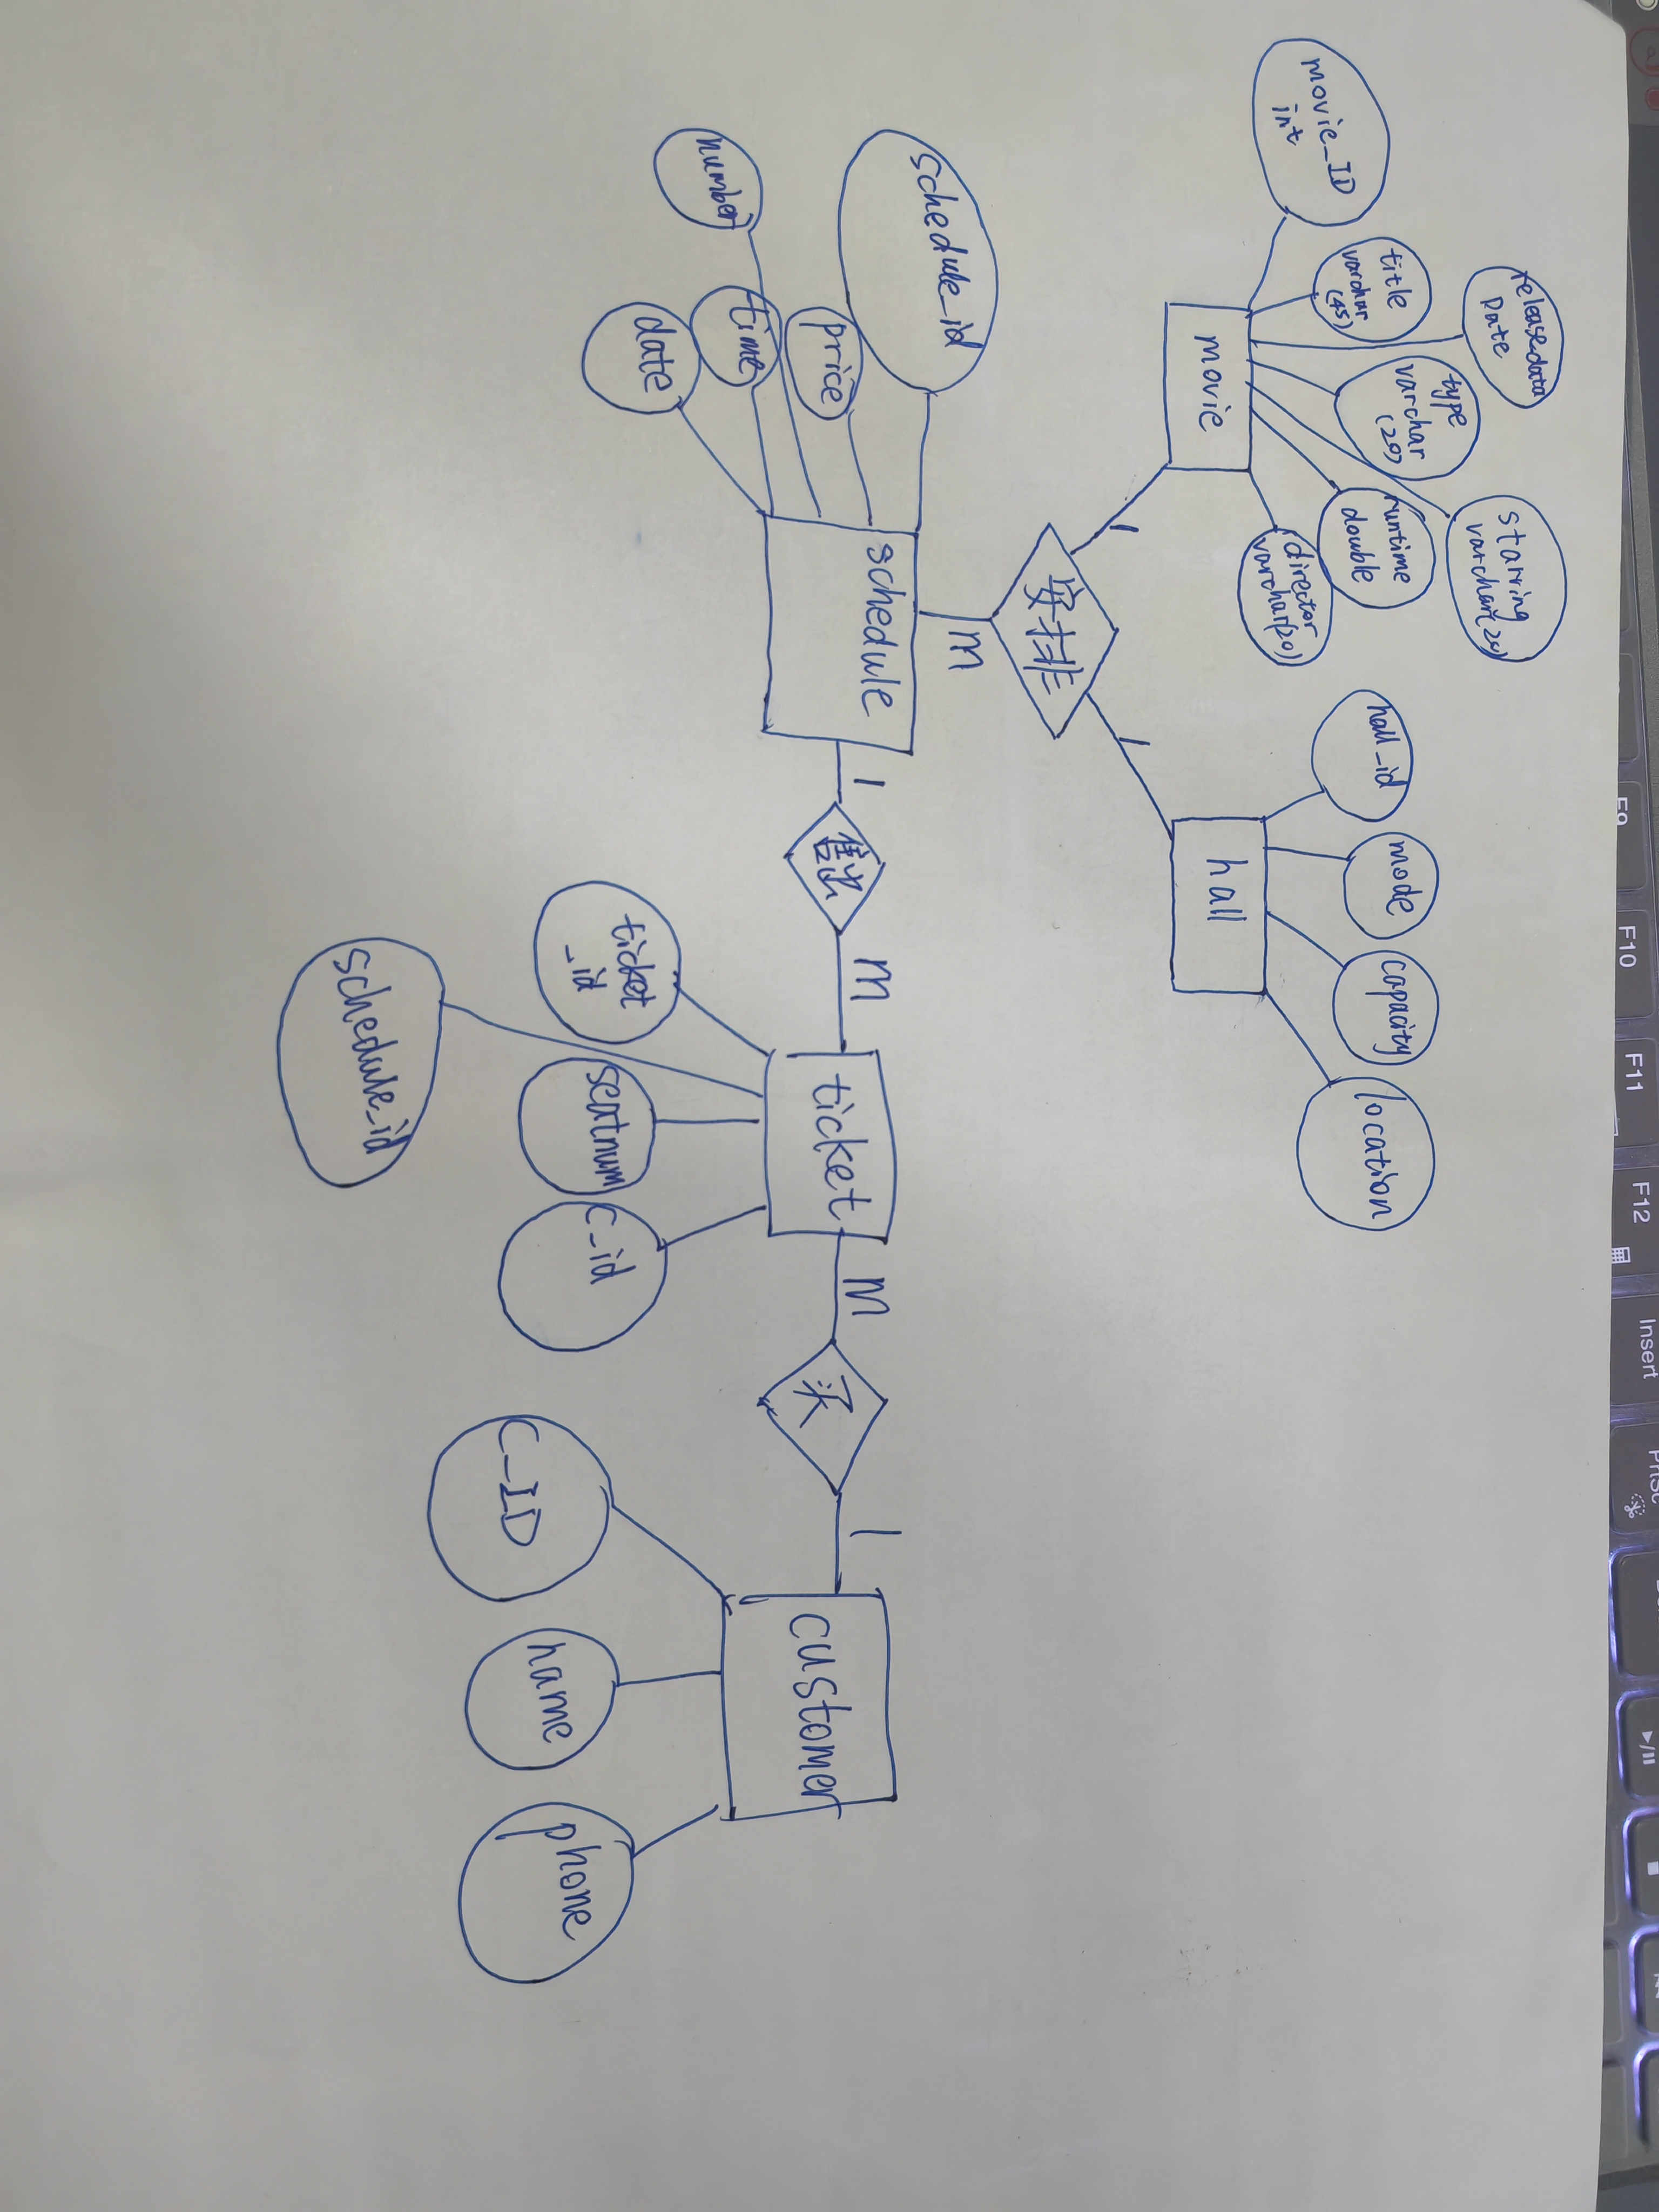 F9
F10
F11
F12
Insert
PrtSc
release_data
Date
starring
varchar(20)
type
varchar
(20)
title
varchar
(45)
runtime
double
movie_ID
int
director
varchar(20)
hall_id
mode
capacity
location
movie
hall
1
1
安排
m
schedule_id
schedule
price
number
time
date
1
售出
m
ticket
m
买
1
customer
ticket
_id
seatnum
C_id
schedule_id
C_ID
name
phone